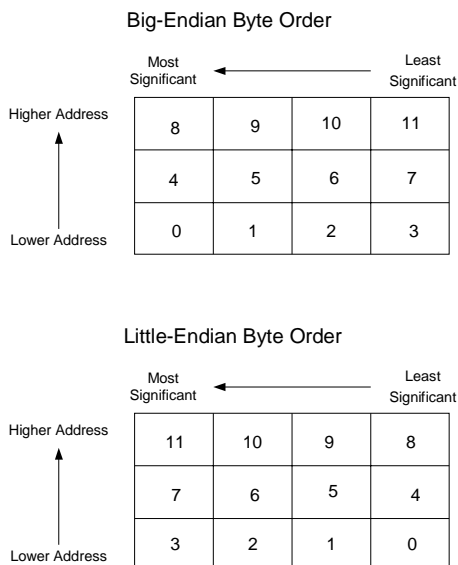 Big-Endian Byte Order
Most Significant
Least Significant
Higher Address
8 9 10 11
4 5 6 7
Lower Address
0 1 2 3
Little-Endian Byte Order
Most Significant
Least Significant
Higher Address
11 10 9 8
7 6 5 4
Lower Address
3 2 1 0